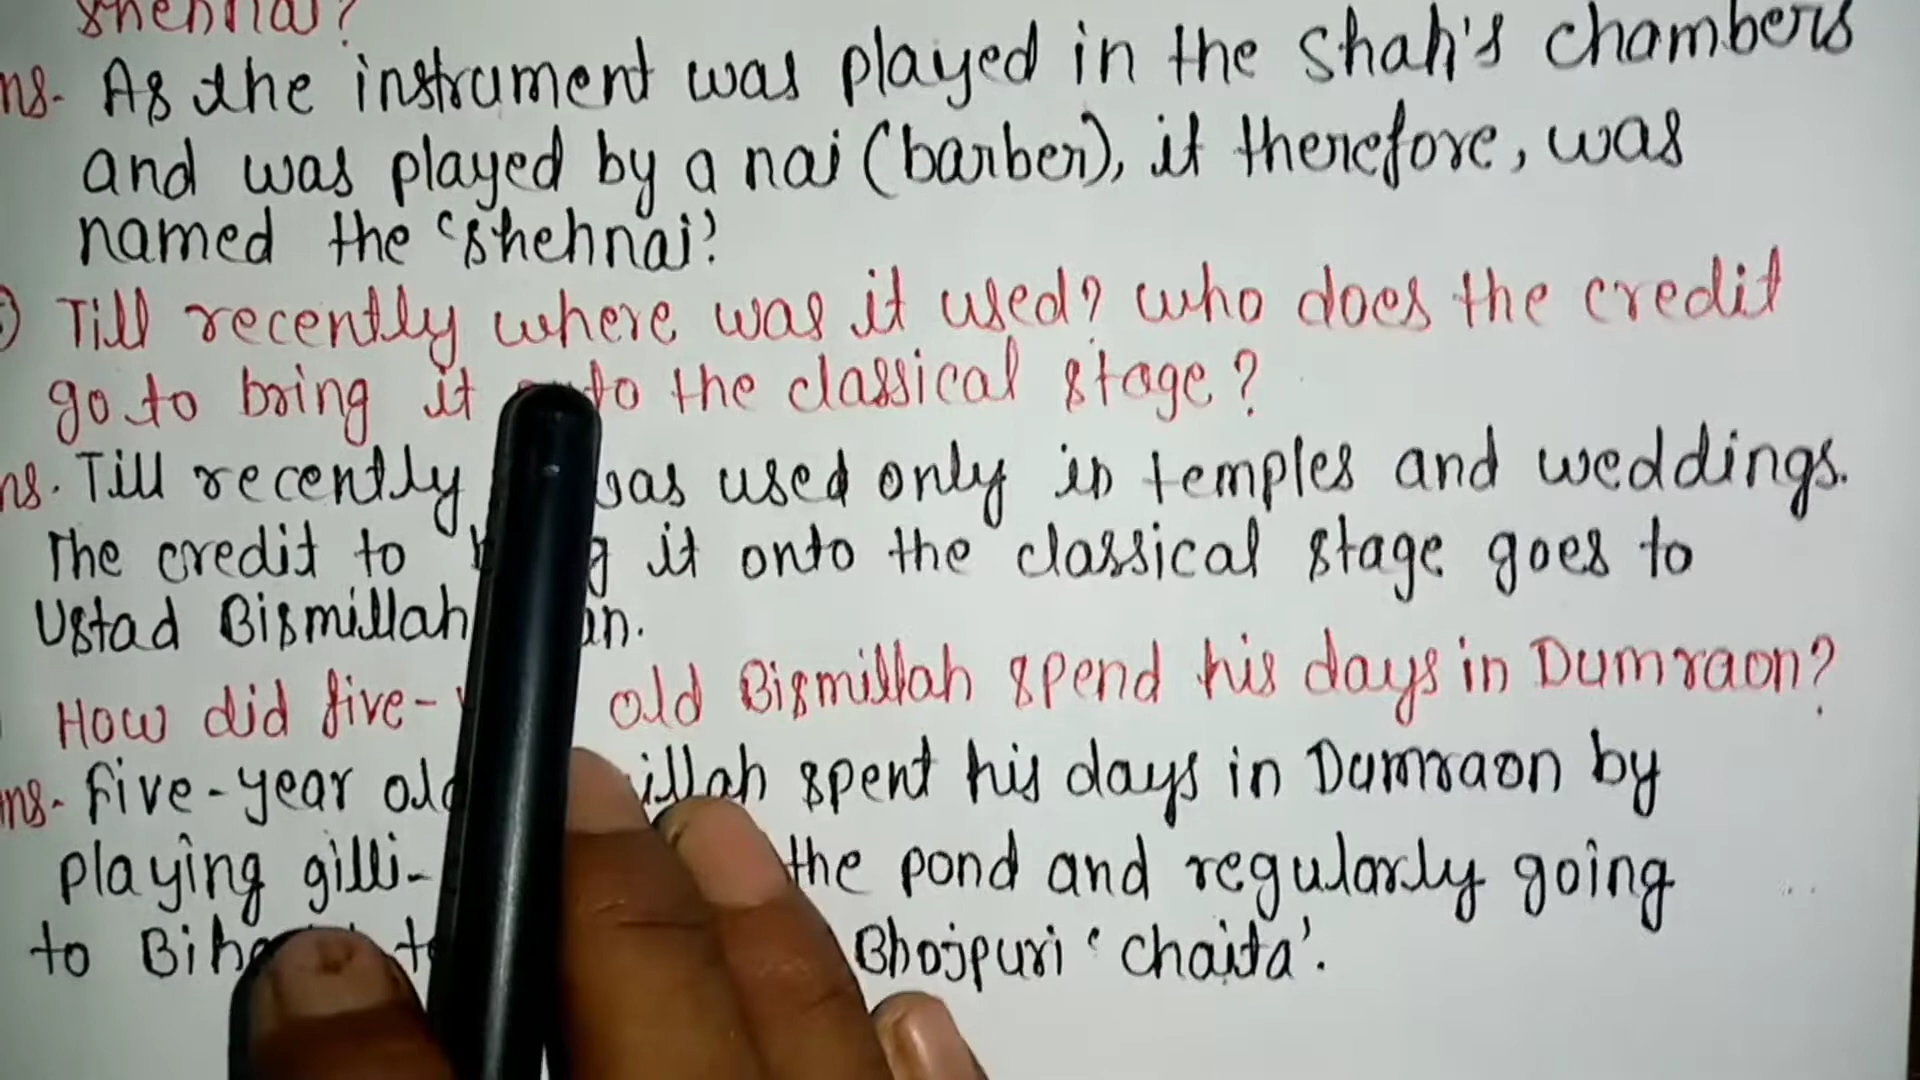 shehnai?
ns. As the instrument was played in the Shah's chambers
and was played by a nai (barber), it therefore, was
named the 'shehnai'.
Till recently where was it used? who does the credit
go to bring it to the classical stage?
ns. Till recently was used only in temples and weddings.
The credit to it onto the classical stage goes to
Ustad Bismillah
How did five- old Bismillah spend his days in Dumraon?
ns. Five-year old spent his days in Dumraon by
playing gilli- the pond and regularly going
to Bhojpuri 'Chaita'.